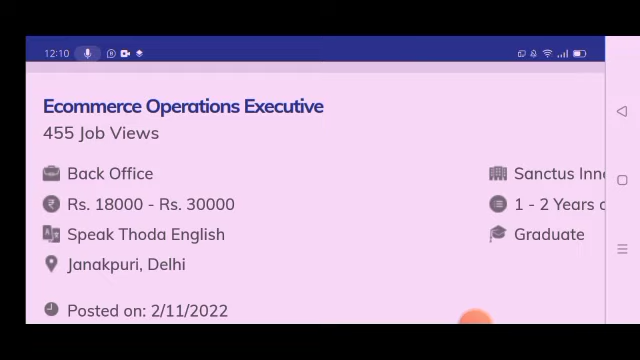 12:10
Ecommerce Operations Executive
455 Job Views
Back Office
Sanctus
Rs. 18000 - Rs. 30000
1 - 2 Years
Speak Thoda English
Graduate
Janakpuri, Delhi
Posted on: 2/11/2022